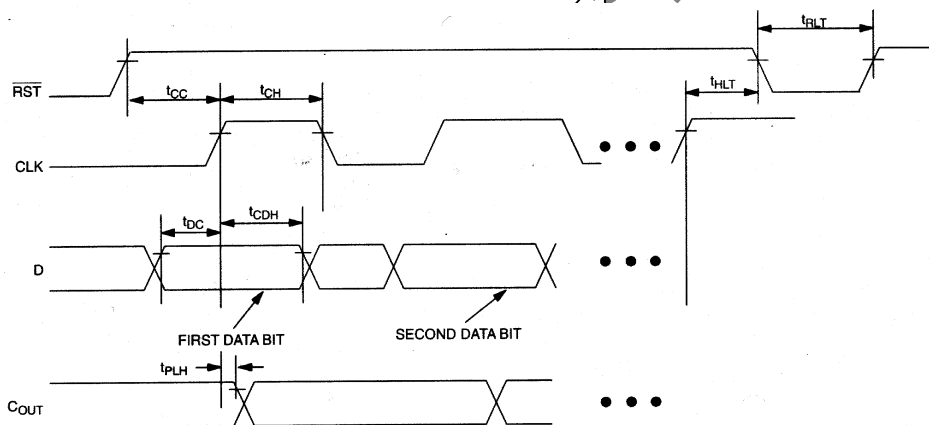 tRLT
RST
tCC
tCH
tHLT
CLK
tDC
tCDH
D
FIRST DATA BIT
SECOND DATA BIT
tPLH
COUT